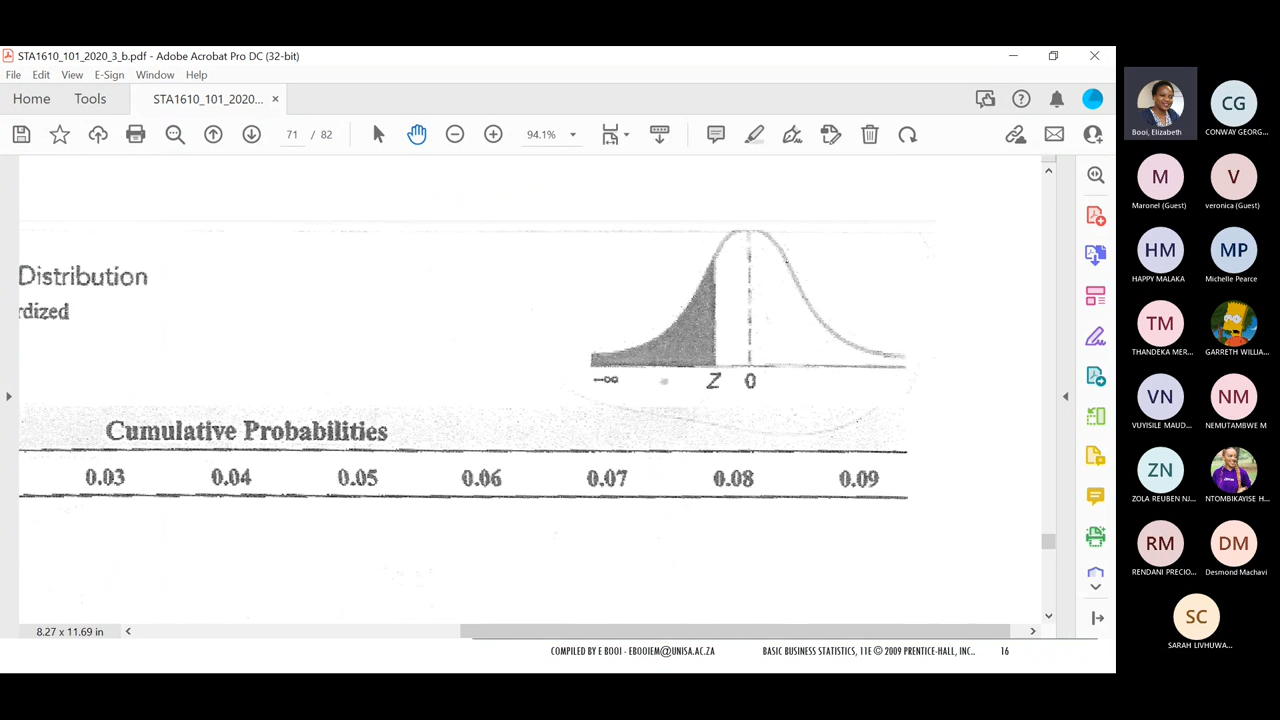 STA1610_101_2020_3_b.pdf - Adobe Acrobat Pro DC (32-bit)
File Edit View E-Sign Window Help
Home Tools STA1610_101_2020... ×
71 / 82 94.1%
Distribution
rdized
-∞ Z 0
Cumulative Probabilities
0.03 0.04 0.05 0.06 0.07 0.08 0.09
8.27 x 11.69 in
COMPILED BY E BOOI - EBOOIEM@UNISA.AC.ZA BASIC BUSINESS STATISTICS, 11E © 2009 PRENTICE-HALL, INC.. 16
Booi, Elizabeth
CG
CONWAY GEORG...
M
Maronel (Guest)
V
veronica (Guest)
HM
HAPPY MALAKA
MP
Michelle Pearce
TM
THANDEKA MER...
GARRETH WILLIA...
VN
VUYISILE MAUD...
NM
NEMUTAMBWE M
ZN
ZOLA REUBEN NJ...
NTOMBIKAYISE H...
RM
RENDANI PRECIO...
DM
Desmond Machavi
SC
SARAH LIVHUWA...